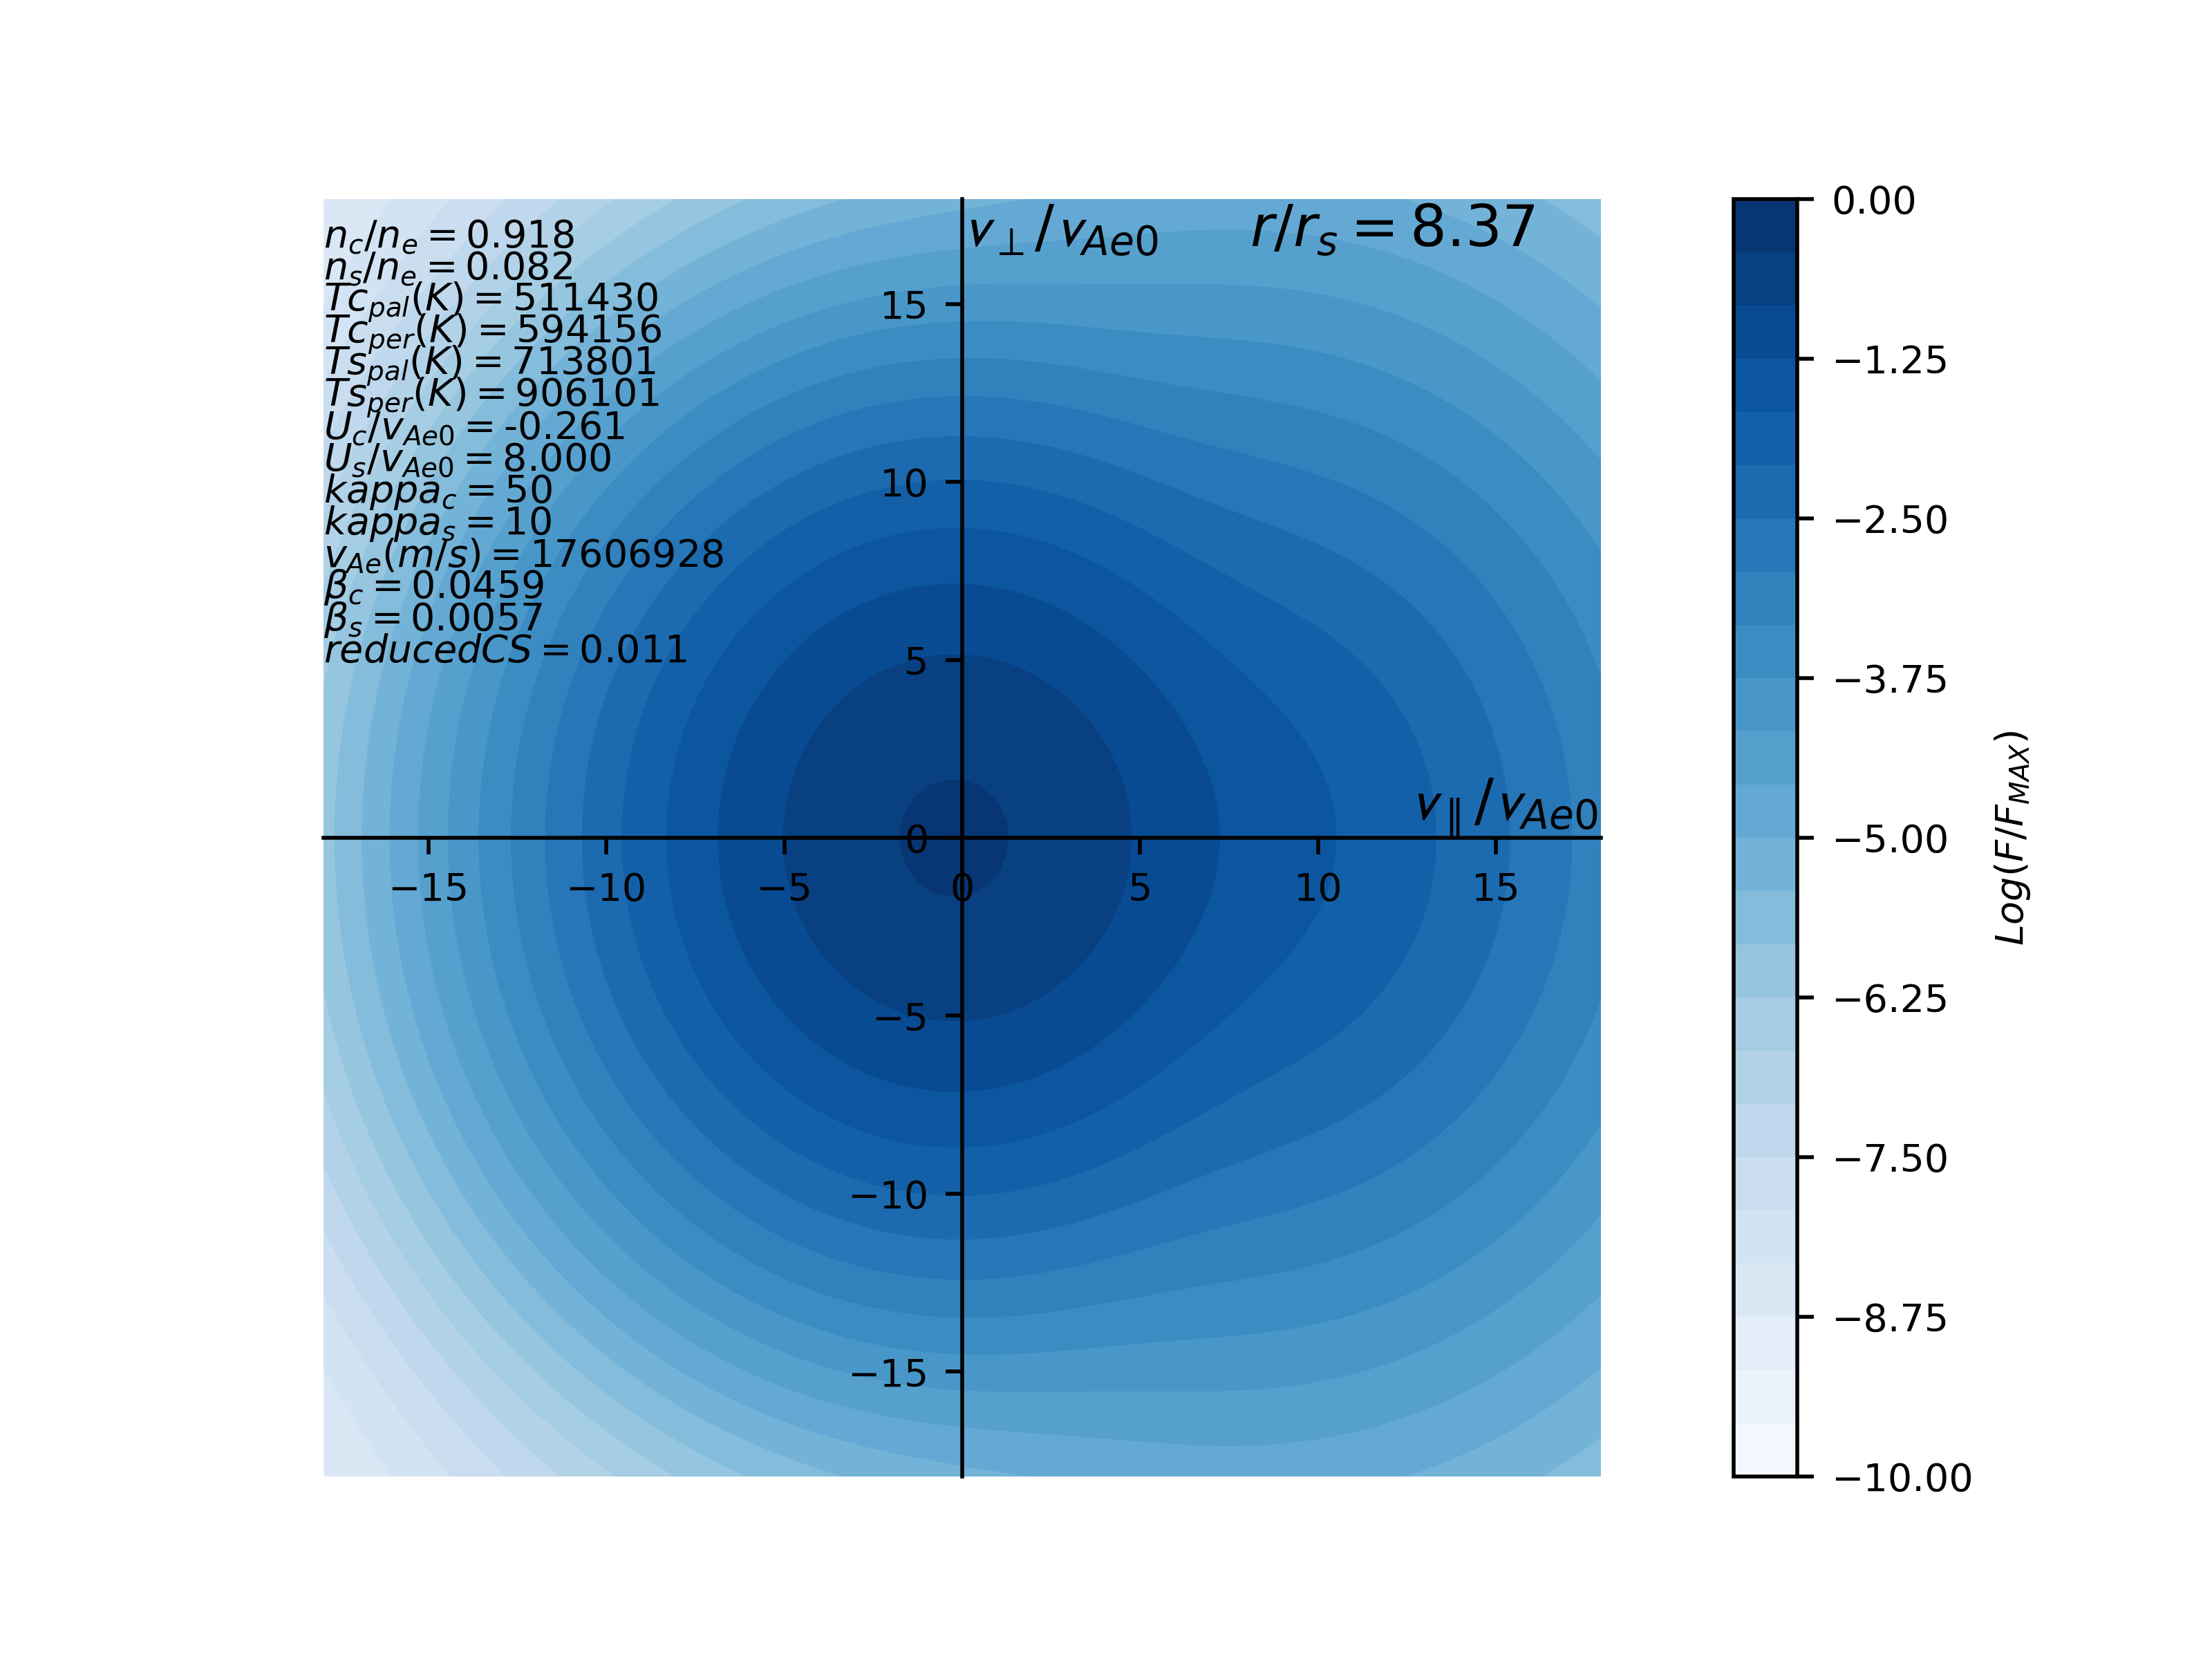 v⊥/v_Ae0 r/r_s = 8.37
n_c/n_e = 0.918
n_s/n_e = 0.082
Tc_pal(K) = 511430
Tc_per(K) = 594156
Ts_pal(K) = 713801
Ts_per(K) = 906101
U_c/v_Ae0 = -0.261
U_s/v_Ae0 = 8.000
kappa_c = 50
kappa_s = 10
v_Ae(m/s) = 17606928
β_c = 0.0459
β_s = 0.0057
reducedCS = 0.011
15
10
5
0
−5
−10
−15
v∥/v_Ae0
−15 −10 −5 0 5 10 15
0.00
−1.25
−2.50
−3.75
−5.00
−6.25
−7.50
−8.75
−10.00
Log(F/F_MAX)